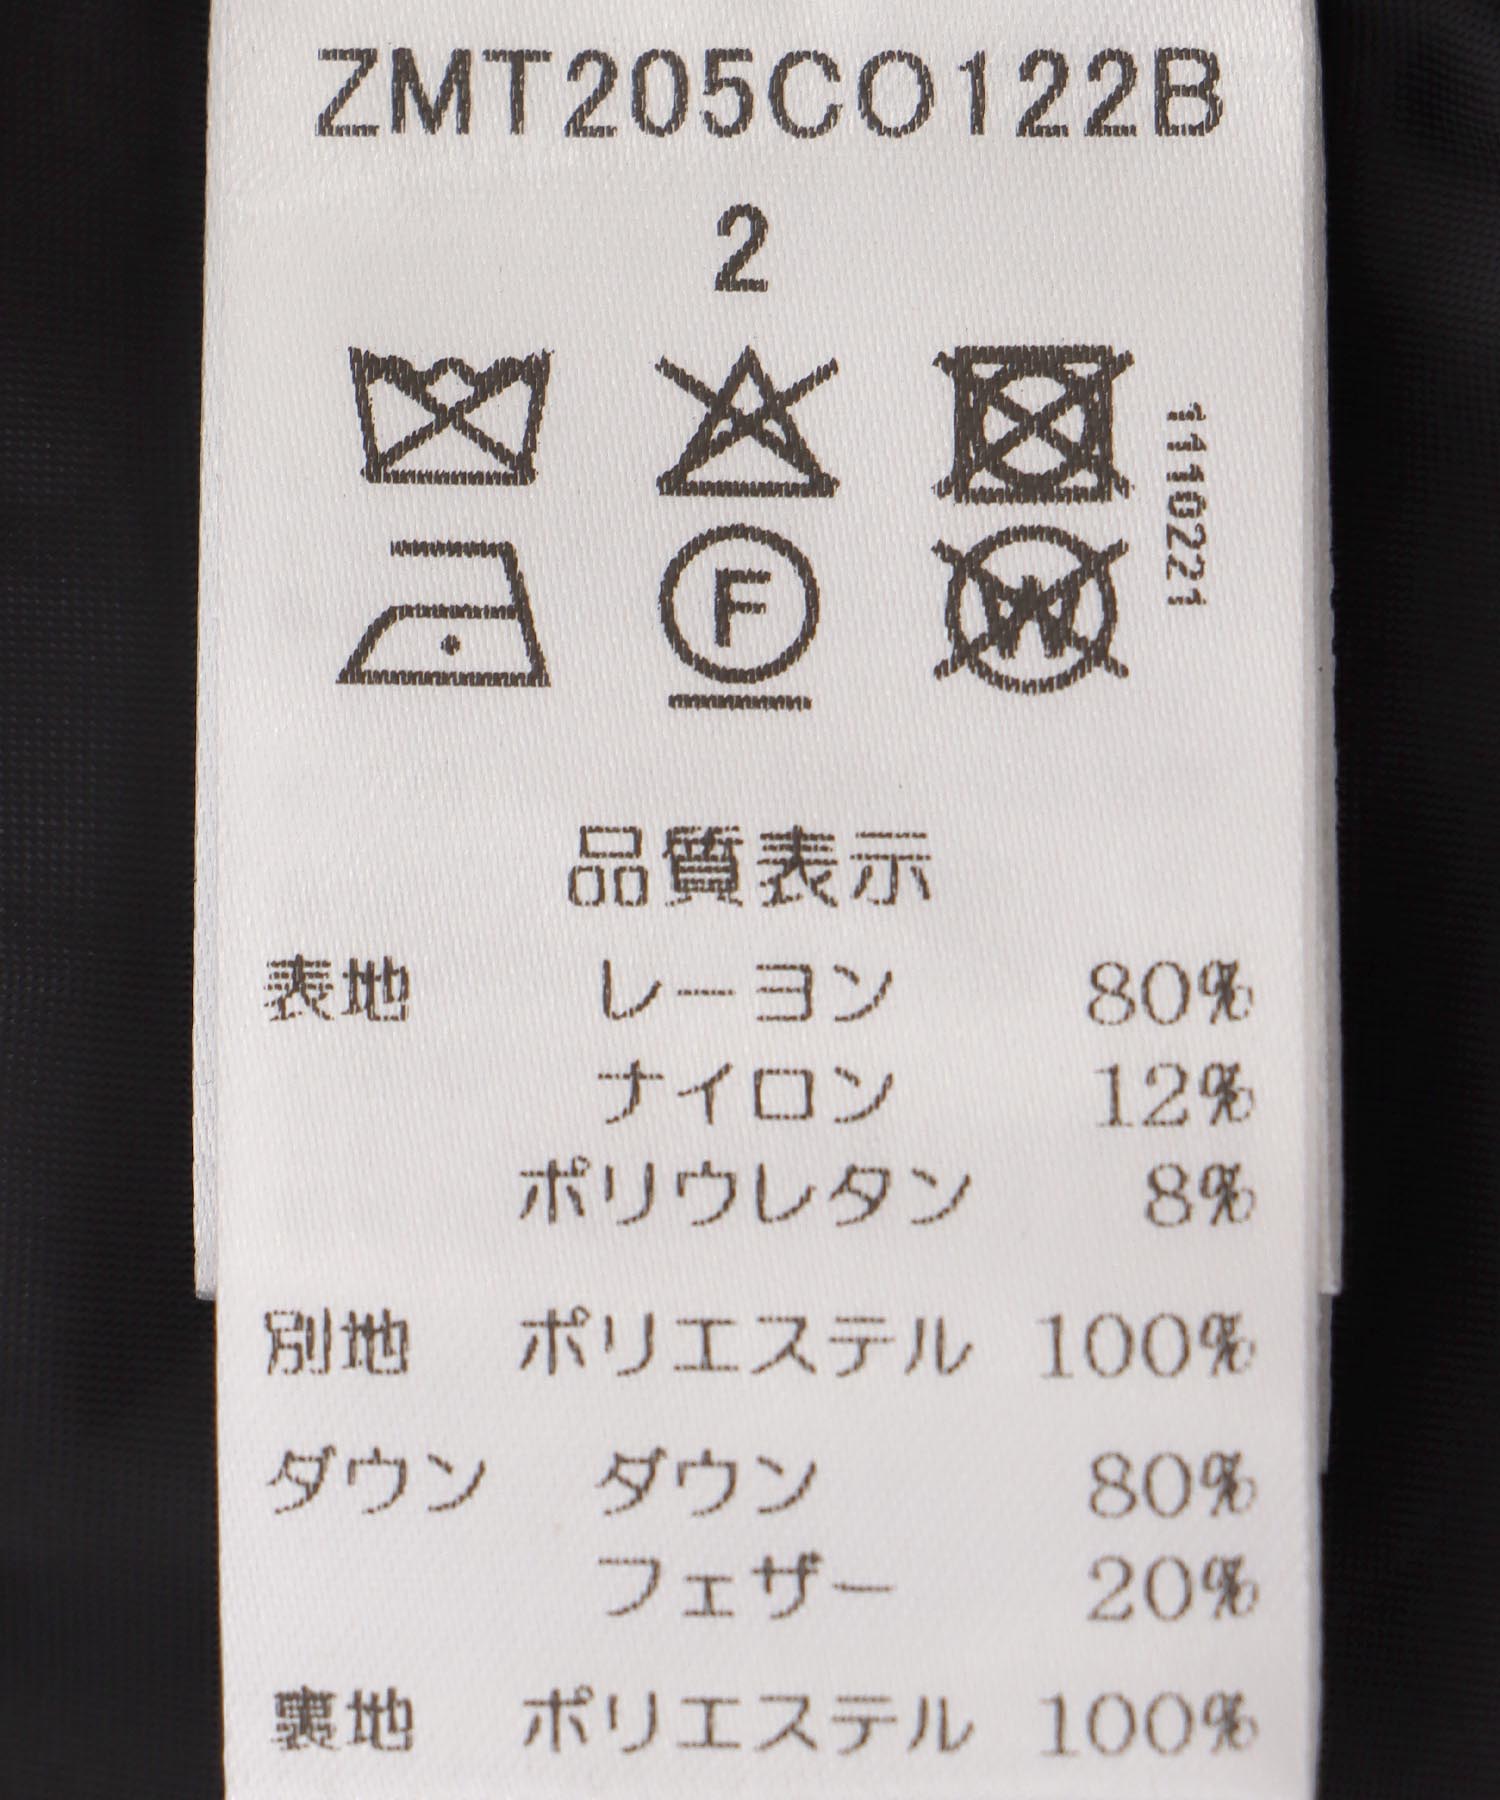 ZMT205CO122B
2
1110221
F
W
品質表示
表地 レーヨン 80%
ナイロン 12%
ポリウレタン 8%
別地 ポリエステル 100%
ダウン ダウン 80%
フェザー 20%
裏地 ポリエステル 100%